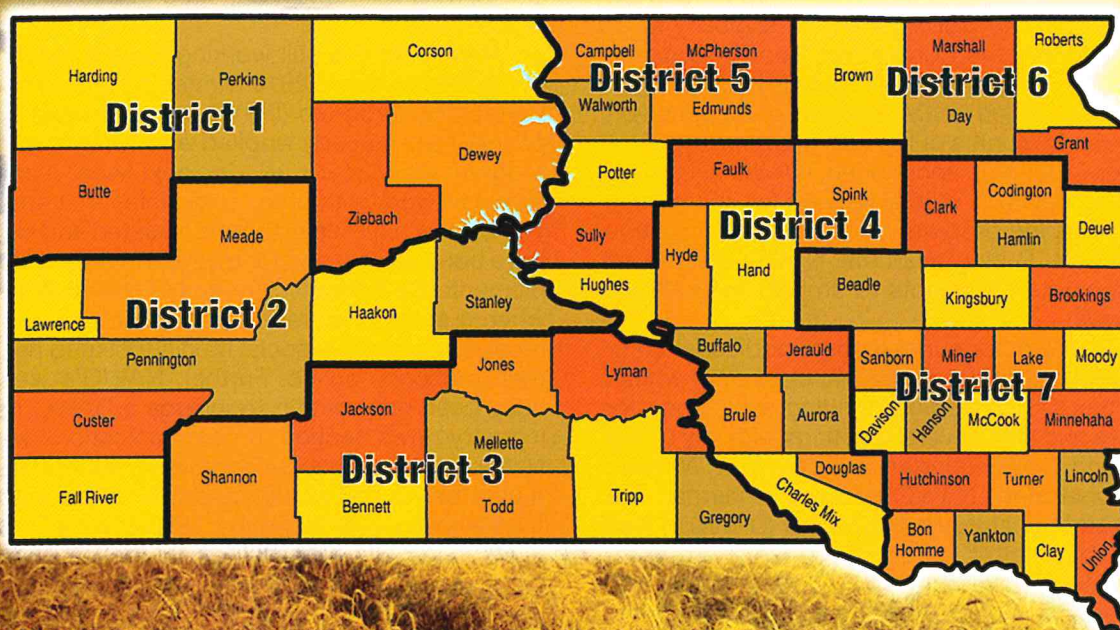 Harding
Perkins
Corson
Campbell
McPherson
Brown
Marshall
Roberts
District 1
District 5
District 6
Walworth
Edmunds
Day
Grant
Butte
Meade
Ziebach
Dewey
Potter
Faulk
Spink
Clark
Codington
Hamlin
Deuel
Sully
Hyde
Hand
District 4
Lawrence
District 2
Haakon
Stanley
Hughes
Beadle
Kingsbury
Brookings
Pennington
Jones
Lyman
Buffalo
Jerauld
Sanborn
Miner
Lake
Moody
District 7
Custer
Jackson
Mellette
Brule
Aurora
Davison
Hanson
McCook
Minnehaha
District 3
Fall River
Shannon
Bennett
Todd
Tripp
Gregory
Charles Mix
Douglas
Hutchinson
Turner
Lincoln
Bon
Homme
Yankton
Clay
Union